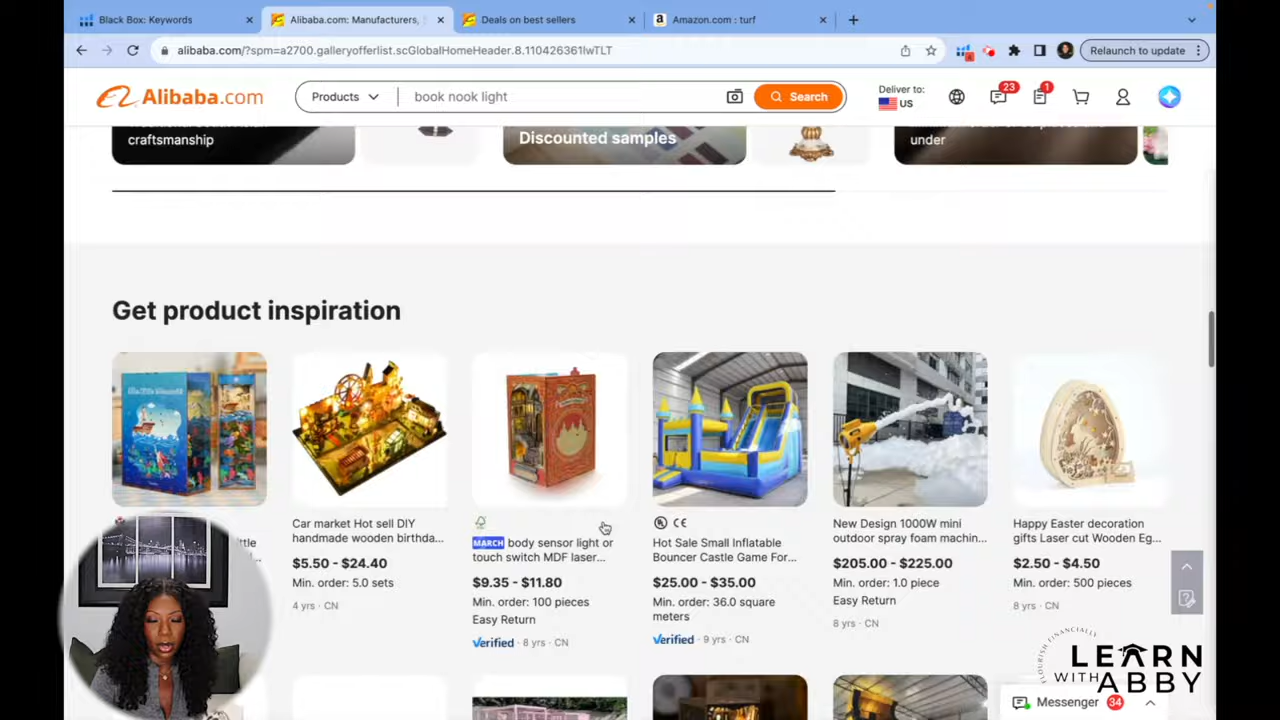 Black Box: Keywords
Alibaba.com: Manufacturers,
Deals on best sellers
Amazon.com : turf
alibaba.com/?spm=a2700.galleryofferlist.scGlobalHomeHeader.8.110426361lwTLT
Relaunch to update
Alibaba.com
Products
book nook light
Search
Deliver to:
US
23
1
craftsmanship
Discounted samples
under
Get product inspiration
Car market Hot sell DIY
handmade wooden birthda...
$5.50 - $24.40
Min. order: 5.0 sets
4 yrs · CN
MARCH body sensor light or
touch switch MDF laser...
$9.35 - $11.80
Min. order: 100 pieces
Easy Return
Verified · 8 yrs · CN
CE
Hot Sale Small Inflatable
Bouncer Castle Game For...
$25.00 - $35.00
Min. order: 36.0 square
meters
Verified · 9 yrs · CN
New Design 1000W mini
outdoor spray foam machin...
$205.00 - $225.00
Min. order: 1.0 piece
Easy Return
8 yrs · CN
Happy Easter decoration
gifts Laser cut Wooden Eg...
$2.50 - $4.50
Min. order: 500 pieces
8 yrs · CN
FLOURISH FINANCIALLY
LEARN
WITH ABBY
Messenger 34